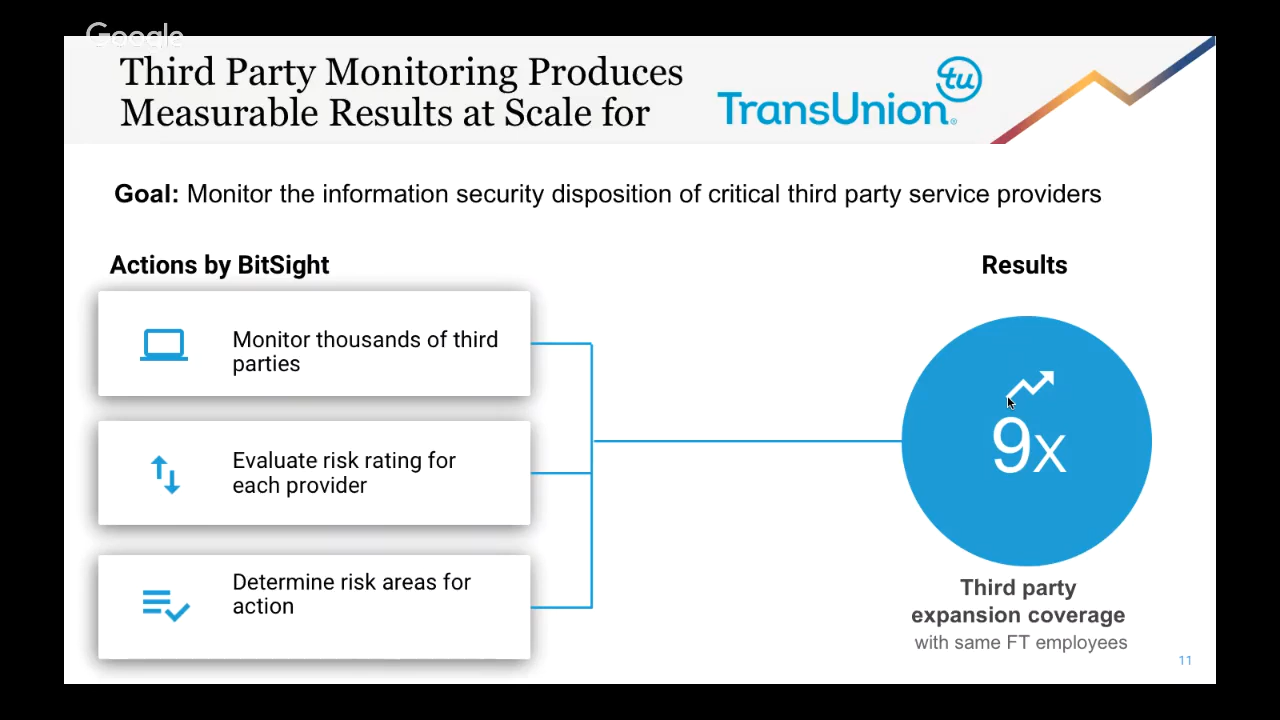 Google
Third Party Monitoring Produces
Measurable Results at Scale for
tu
TransUnion®
Goal: Monitor the information security disposition of critical third party service providers
Actions by BitSight
Results
Monitor thousands of third
parties
Evaluate risk rating for
each provider
Determine risk areas for
action
9x
Third party
expansion coverage
with same FT employees
11